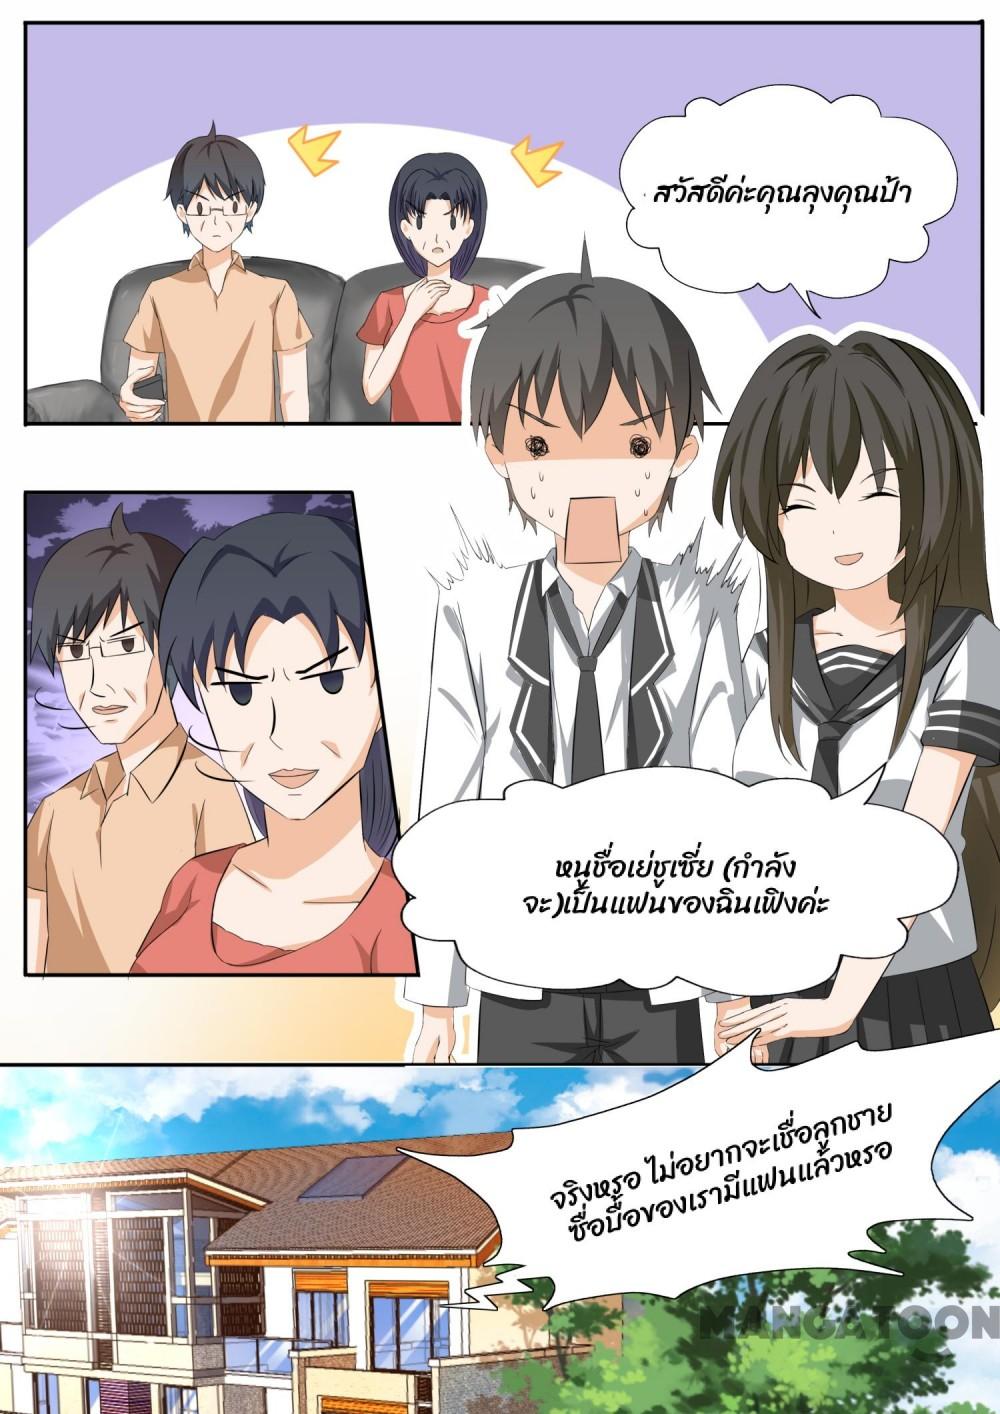 สวัสดีค่ะคุณลุงคุณป้า
หนูชื่อเย่ชูเซี่ย (กำลัง
จะ)เป็นแฟนของฉินเฟิงค่ะ
จริงหรอ ไม่อยากจะเชื่อลูกชาย
ซื่อบื้อของเรามีแฟนแล้วหรอ
MANGATOON